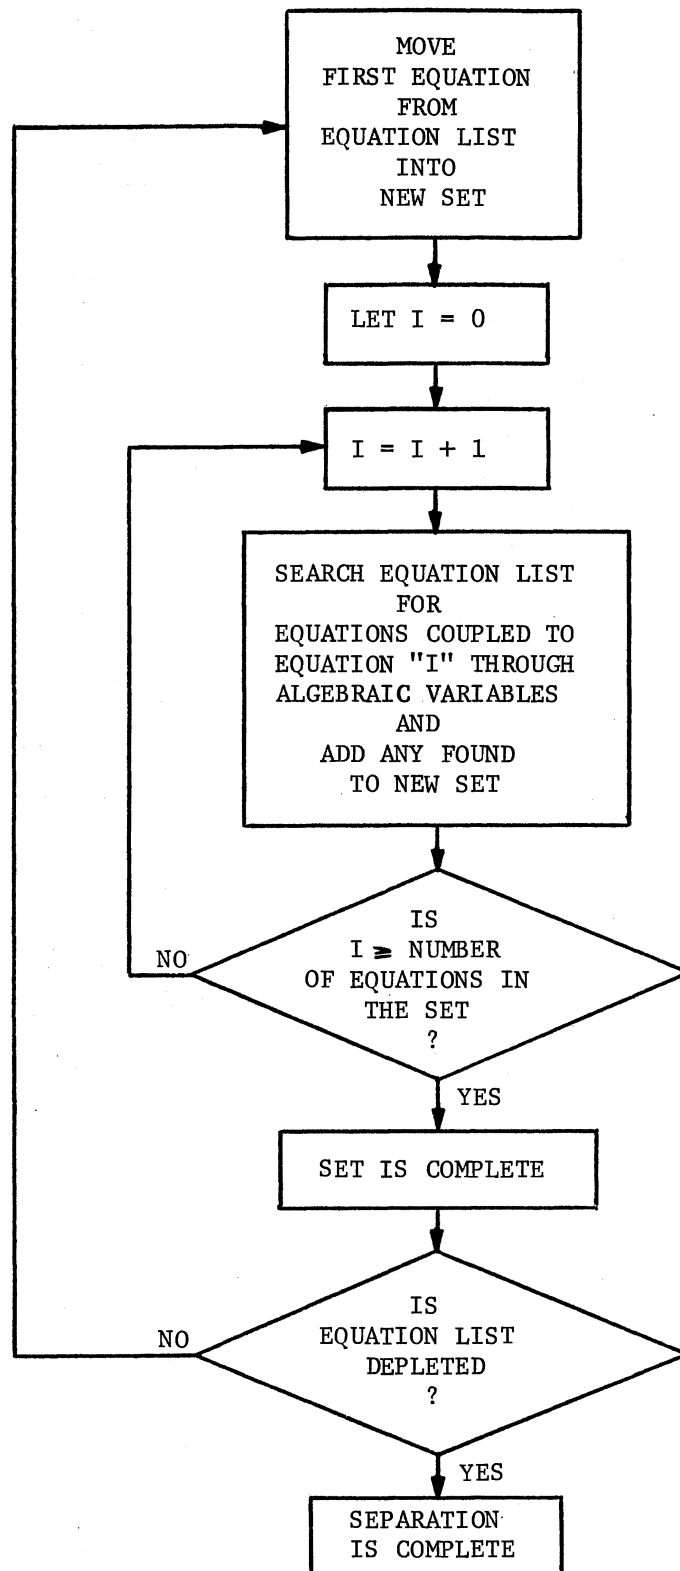 MOVE
FIRST EQUATION
FROM
EQUATION LIST
INTO
NEW SET
LET I = 0
I = I + 1
SEARCH EQUATION LIST
FOR
EQUATIONS COUPLED TO
EQUATION "I" THROUGH
ALGEBRAIC VARIABLES
AND
ADD ANY FOUND
TO NEW SET
IS
I ≥ NUMBER
OF EQUATIONS IN
THE SET
?
NO
YES
SET IS COMPLETE
IS
EQUATION LIST
DEPLETED
?
NO
YES
SEPARATION
IS COMPLETE